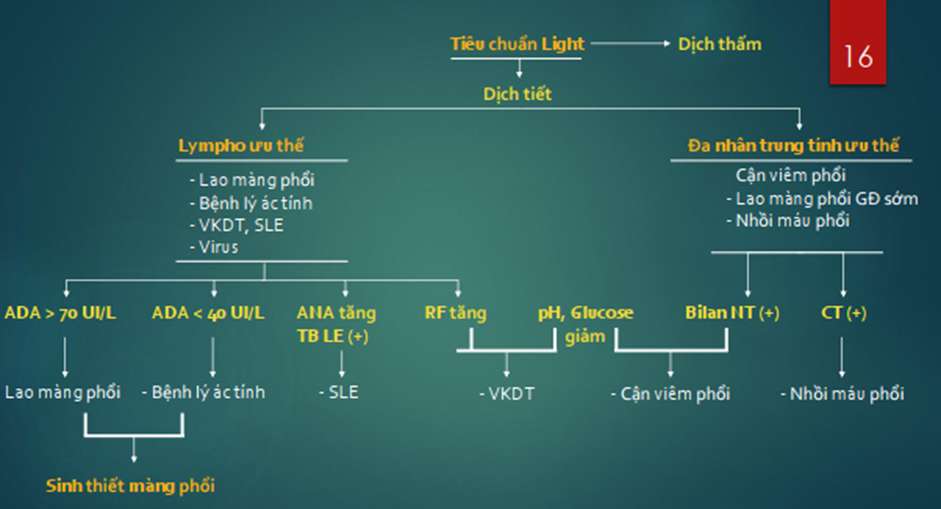 Tiêu chuẩn Light
Dịch thấm
16
Dịch tiết
Lympho ưu thế
- Lao màng phổi
- Bệnh lý ác tính
- VKDT, SLE
- Virus
Đa nhân trung tính ưu thế
Cận viêm phổi
- Lao màng phổi GĐ sớm
- Nhồi máu phổi
ADA > 70 UI/L
ADA < 40 UI/L
ANA tăng
TB LE (+)
RF tăng
pH, Glucose
giảm
Bilan NT (+)
CT (+)
Lao màng phổi
- Bệnh lý ác tính
- SLE
- VKDT
- Cận viêm phổi
- Nhồi máu phổi
Sinh thiết màng phổi